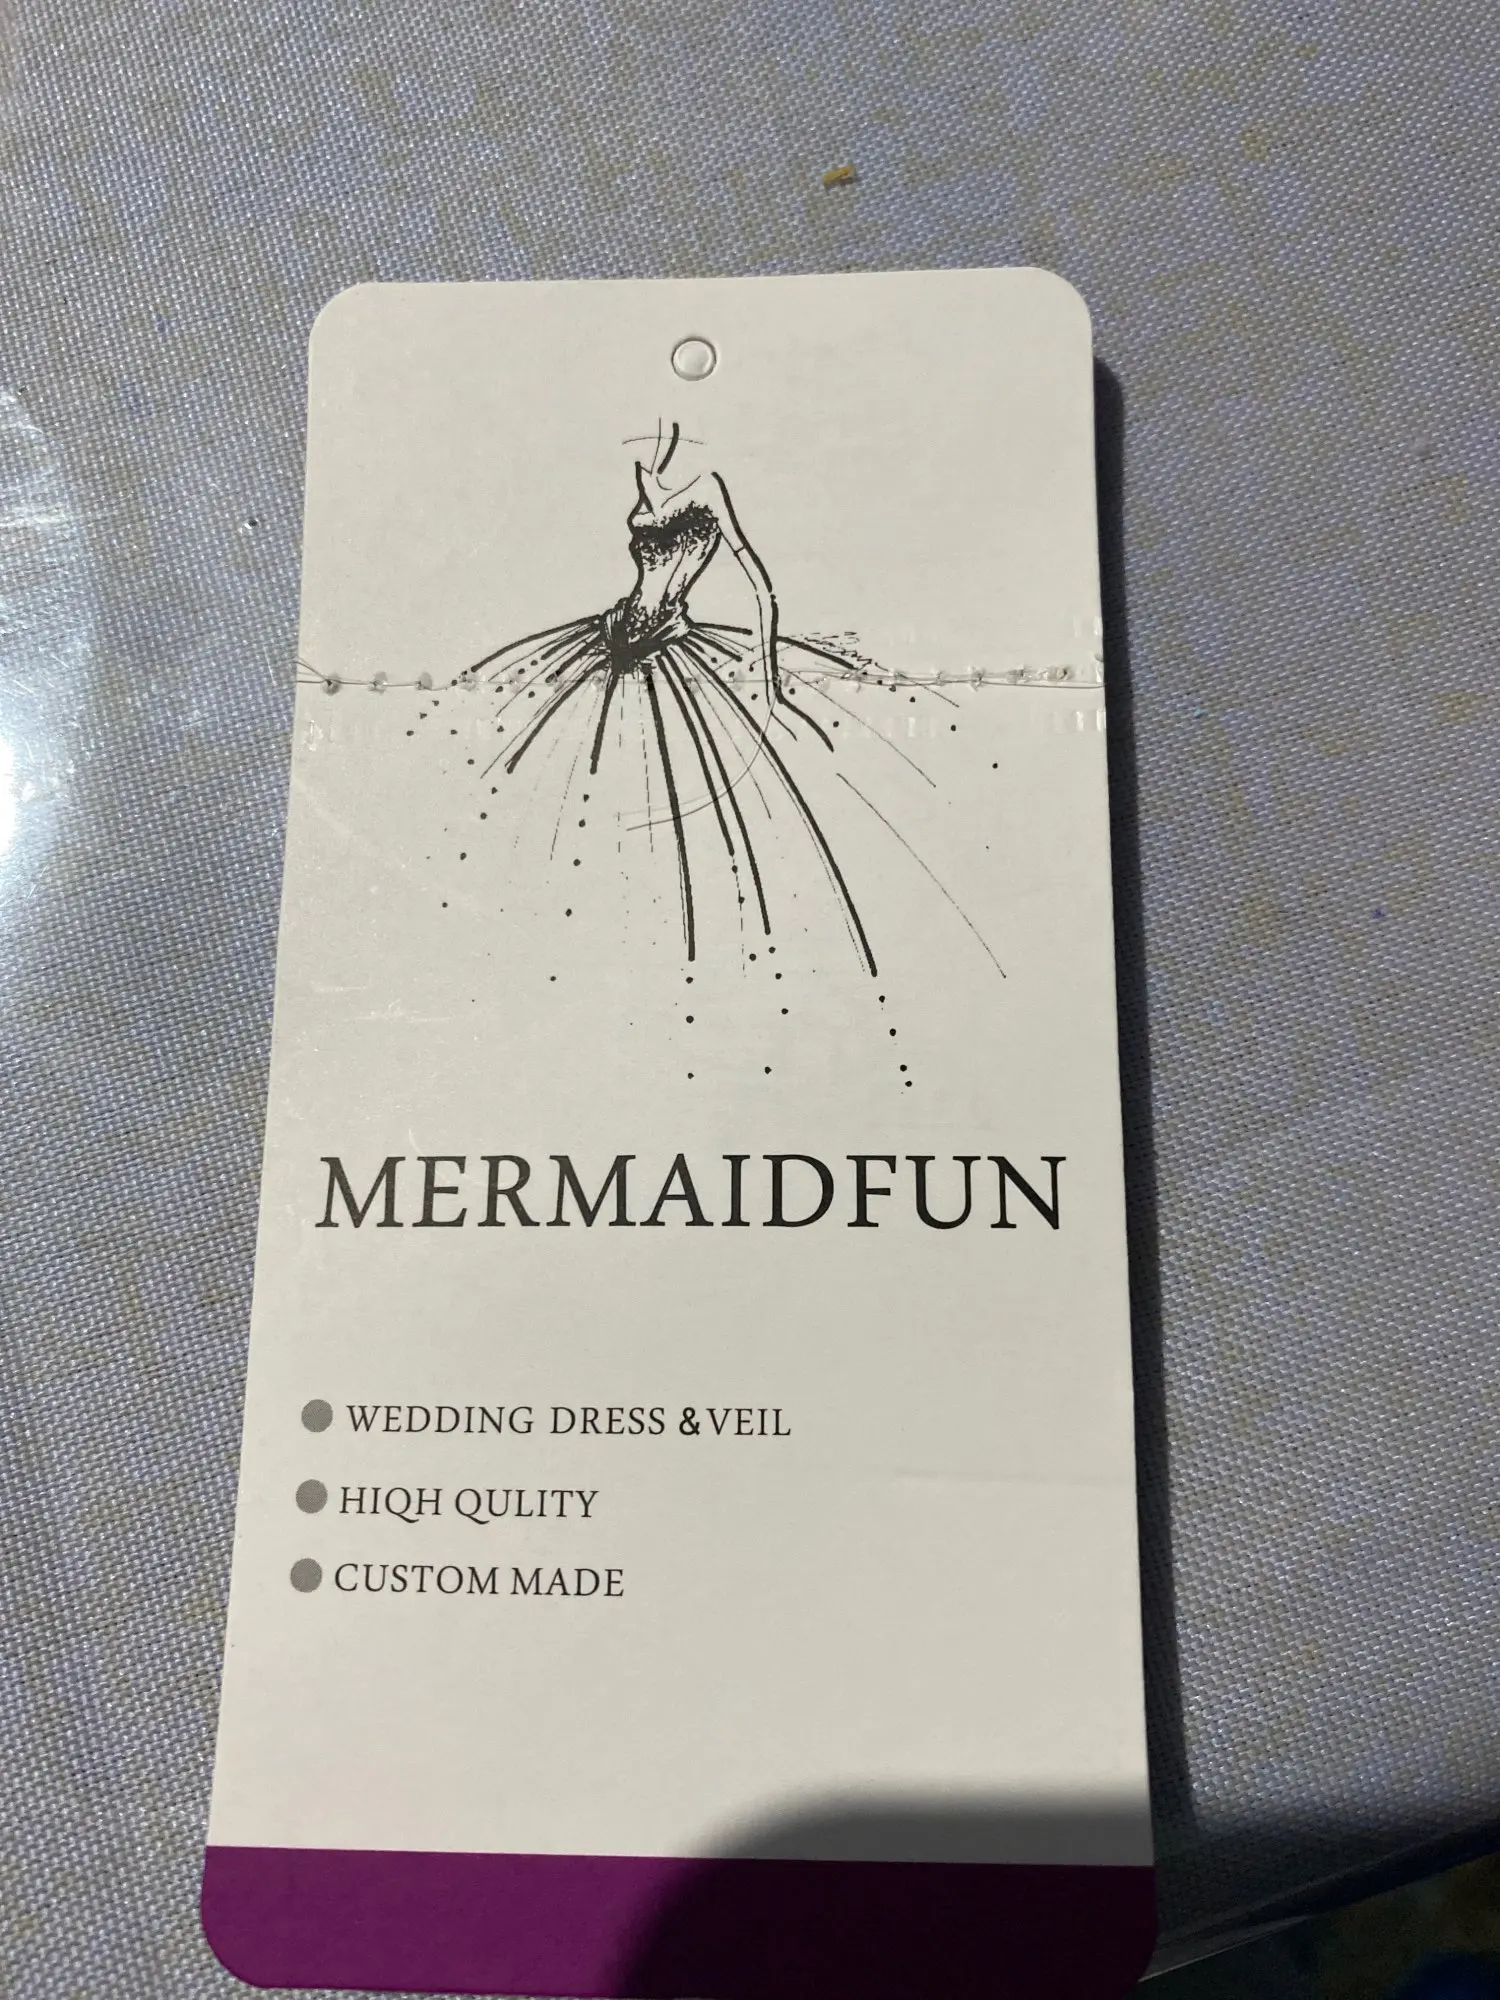 MERMAIDFUN
WEDDING DRESS &VEIL
HIQH QULITY
CUSTOM MADE